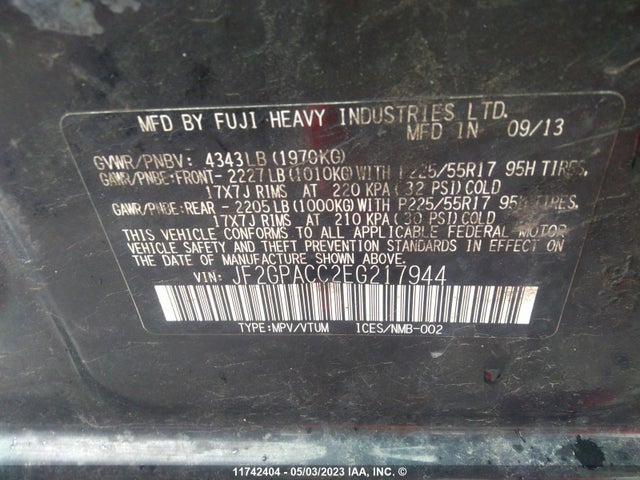 MFD BY FUJI HEAVY INDUSTRIES LTD.
MFD IN 09/13
GVWR/PNBV: 4343LB (1970KG)
GAWR/PNBE:FRONT- 2227LB (1010KG) WITH P225/55R17 95H TIRES,
17X7J RIMS AT 220 KPA (32 PSI) COLD
GAWR/PNBE:REAR - 2205LB (1000KG) WITH P225/55R17 95H TIRES,
17X7J RIMS AT 210 KPA (30 PSI) COLD
THIS VEHICLE CONFORMS TO ALL APPLICABLE FEDERAL MOTOR
VEHICLE SAFETY AND THEFT PREVENTION STANDARDS IN EFFECT ON
THE DATE OF MANUFACTURE SHOWN ABOVE.
VIN: JF2GPACC2EG217944
TYPE:MPV/VTUM ICES/NMB-002
11742404 - 05/03/2023 IAA, INC. ©